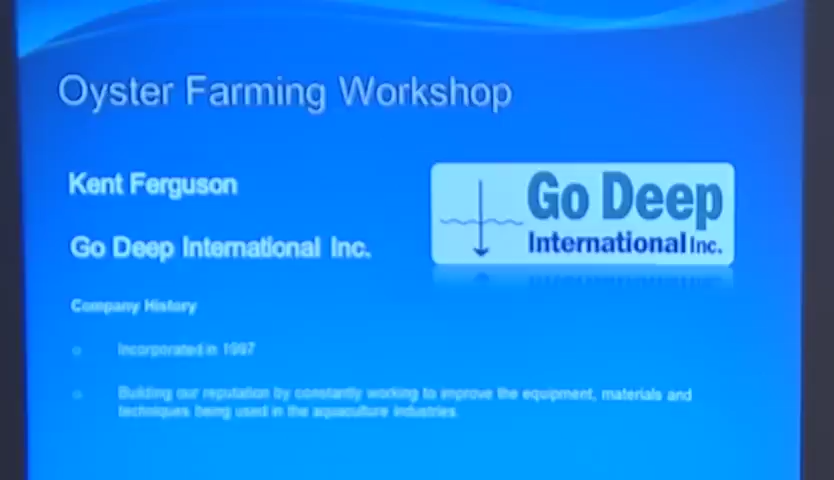 Oyster Farming Workshop
Kent Ferguson
Go Deep
International Inc.
Go Deep International Inc.
Company History
Incorporated in 1997
Building our reputation by constantly working to improve the equipment, materials and
techniques being used in the aquaculture industries.